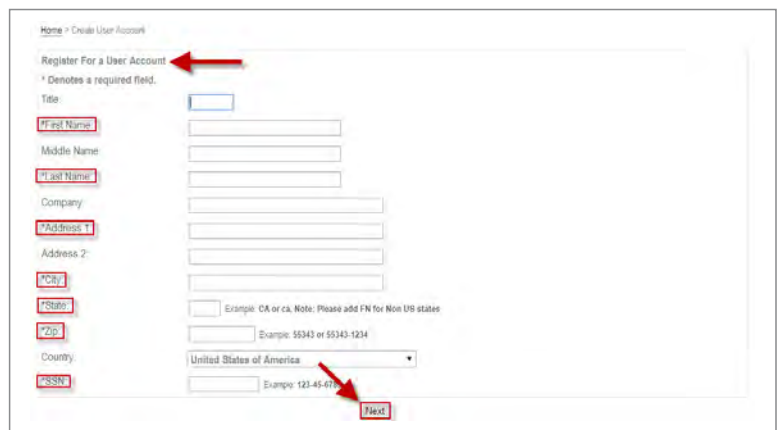 Home > Create User Account
Register For a User Account
* Denotes a required field.
Title
*First Name:
Middle Name
*Last Name:
Company
*Address 1
Address 2:
*City:
*State: Example: CA or ca, Note: Please add FN for Non US states
*Zip: Example: 55343 or 55343-1234
Country United States of America
*SSN: Example: 123-45-678
Next